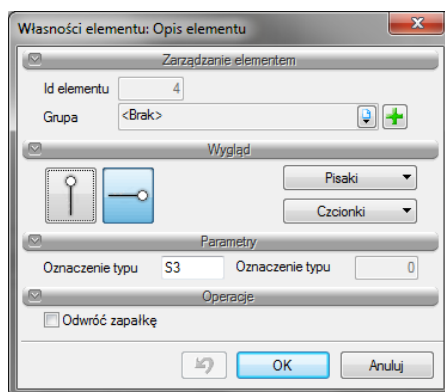 Własności elementu: Opis elementu
Zarządzanie elementem
Id elementu 4
Grupa <Brak>
Wygląd
Pisaki
Czcionki
Parametry
Oznaczenie typu S3 Oznaczenie typu 0
Operacje
Odwróć zapałkę
OK Anuluj